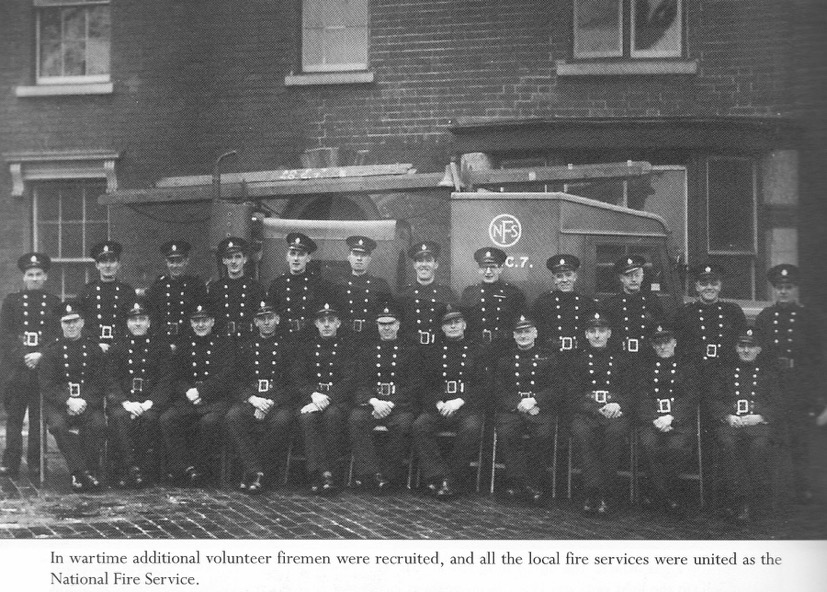 NFS
C.7.
In wartime additional volunteer firemen were recruited, and all the local fire services were united as the
National Fire Service.